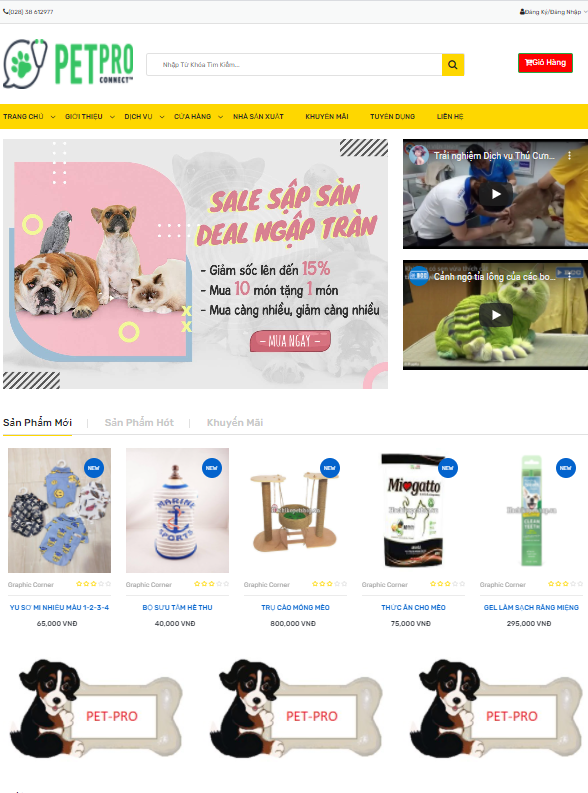 (028) 38 612977
Đăng Ký/Đăng Nhập
PETPRO
CONNECT™
Nhập Từ Khóa Tìm Kiếm...
Giỏ Hàng
TRANG CHỦ
GIỚI THIỆU
DỊCH VỤ
CỬA HÀNG
NHÀ SẢN XUẤT
KHUYẾN MÃI
TUYỂN DỤNG
LIÊN HỆ
SALE SẬP SÀN
DEAL NGẬP TRÀN
- Giảm sốc lên đến 15%
- Mua 10 món tặng 1 món
- Mua càng nhiều, giảm càng nhiều
– MUA NGAY –
Trải nghiệm Dịch vụ Thú Cưn...
Cảnh ngộ tỉa lông của các bo...
Sản Phẩm Mới
Sản Phẩm Hót
Khuyến Mãi
NEW
NEW
MARINE
SPORTS
NEW
NEW
Miogatto
NEW
CLEAN
TEETH
Graphic Corner
Graphic Corner
Graphic Corner
Graphic Corner
Graphic Corner
YU SƠ MI NHIỀU MÀU 1-2-3-4
BỘ SƯU TẬM HÈ THU
TRỤ CÀO MÓNG MÈO
THỨC ĂN CHO MÈO
GEL LÀM SẠCH RĂNG MIỆNG
65,000 VNĐ
40,000 VNĐ
800,000 VNĐ
75,000 VNĐ
295,000 VNĐ
PET-PRO
PET-PRO
PET-PRO